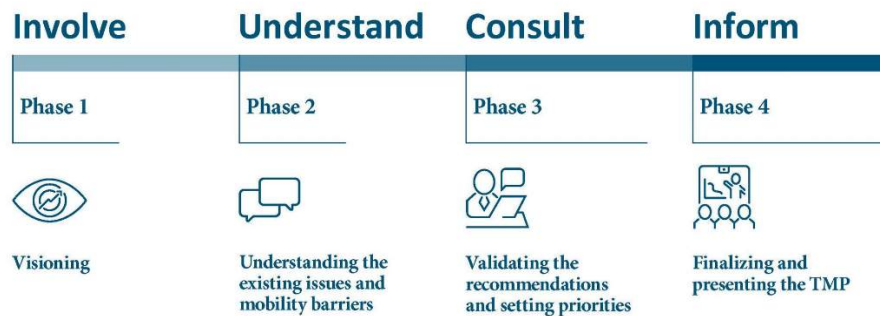 Involve
Understand
Consult
Inform
Phase 1
Phase 2
Phase 3
Phase 4
Visioning
Understanding the
existing issues and
mobility barriers
Validating the
recommendations
and setting priorities
Finalizing and
presenting the TMP